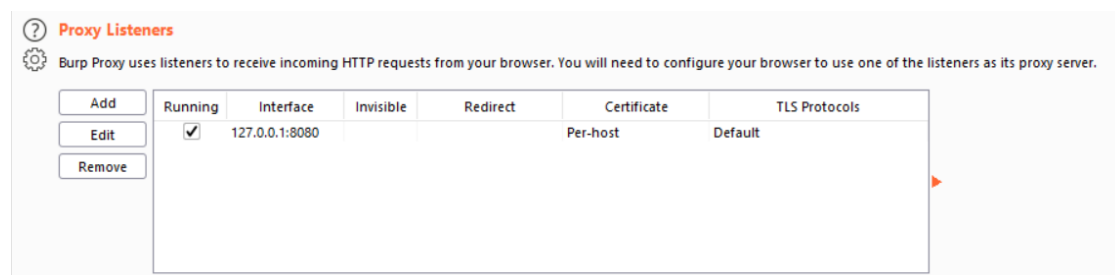 Proxy Listeners
Burp Proxy uses listeners to receive incoming HTTP requests from your browser. You will need to configure your browser to use one of the listeners as its proxy server.
Add
Running Interface Invisible Redirect Certificate TLS Protocols
Edit
127.0.0.1:8080 Per-host Default
Remove